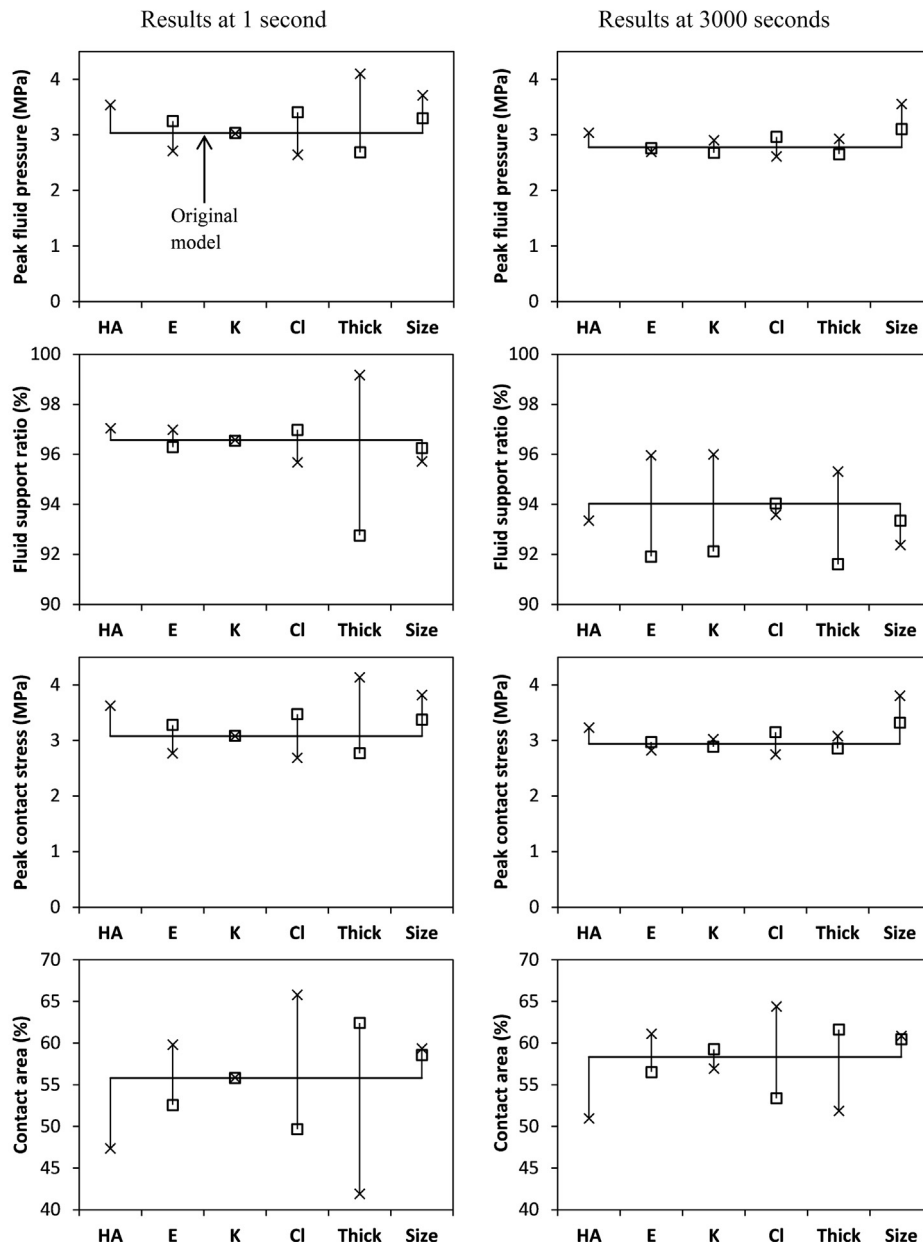 Results at 1 second
Results at 3000 seconds
Peak fluid pressure (MPa)
4
3
2
1
0
Original
model
HA E K Cl Thick Size
Peak fluid pressure (MPa)
4
3
2
1
0
HA E K Cl Thick Size
Fluid support ratio (%)
100
98
96
94
92
90
HA E K Cl Thick Size
Fluid support ratio (%)
100
98
96
94
92
90
HA E K Cl Thick Size
Peak contact stress (MPa)
4
3
2
1
0
HA E K Cl Thick Size
Peak contact stress (MPa)
4
3
2
1
0
HA E K Cl Thick Size
Contact area (%)
70
65
60
55
50
45
40
HA E K Cl Thick Size
Contact area (%)
70
65
60
55
50
45
40
HA E K Cl Thick Size